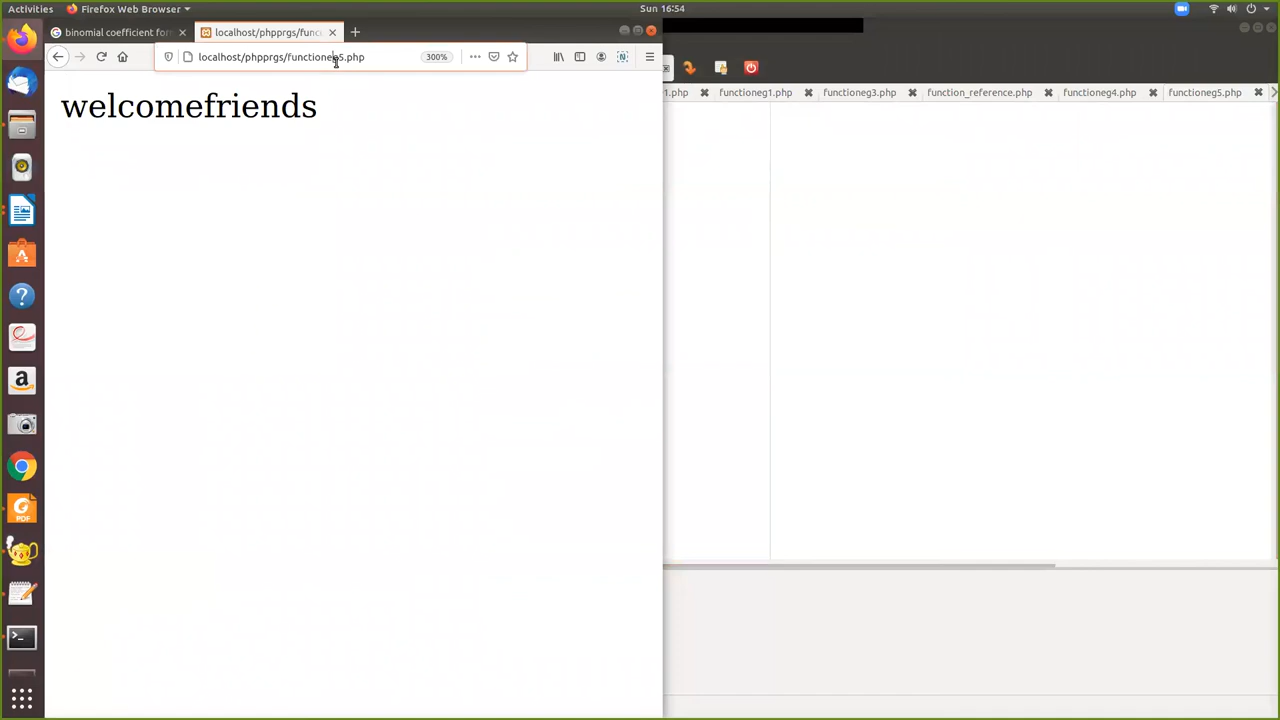 Activities
Firefox Web Browser
Sun 16:54
binomial coefficient for
localhost/phpprgs/func
localhost/phpprgs/functioneg5.php
300%
1.php
functioneg1.php
functioneg3.php
function_reference.php
functioneg4.php
functioneg5.php
welcomefriends